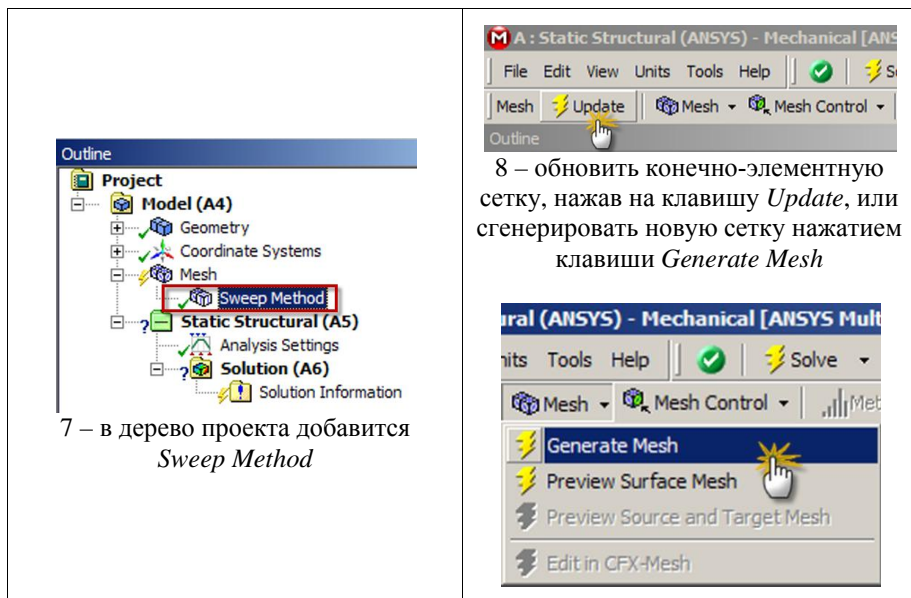 Outline
Project
Model (A4)
Geometry
Coordinate Systems
Mesh
Sweep Method
Static Structural (A5)
Analysis Settings
Solution (A6)
Solution Information
7 – в дерево проекта добавится
Sweep Method
A : Static Structural (ANSYS) - Mechanical [ANS
File Edit View Units Tools Help S
Mesh Update Mesh Mesh Control
Outline
8 – обновить конечно-элементную
сетку, нажав на клавишу Update, или
сгенерировать новую сетку нажатием
клавиши Generate Mesh
ral (ANSYS) - Mechanical [ANSYS Mult
nits Tools Help Solve
Mesh Mesh Control Met
Generate Mesh
Preview Surface Mesh
Preview Source and Target Mesh
Edit in CFX-Mesh